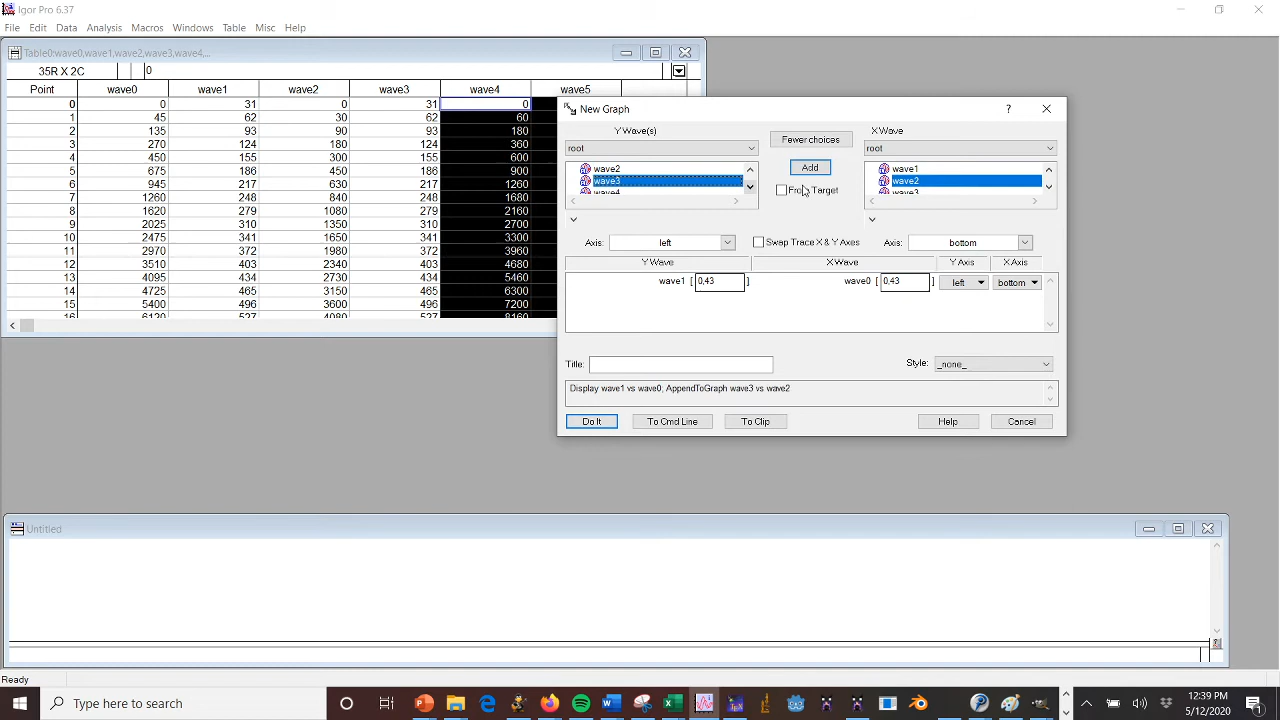 Igor Pro 6.37
File Edit Data Analysis Macros Windows Table Misc Help
Table0:wave0,wave1,wave2,wave3,wave4,...
35R X 2C 0
Point wave0 wave1 wave2 wave3 wave4 wave5
0 0 31 0 31 0
1 45 62 30 62 60
2 135 93 90 93 180
3 270 124 180 124 360
4 450 155 300 155 600
5 675 186 450 186 900
6 945 217 630 217 1260
7 1260 248 840 248 1680
8 1620 279 1080 279 2160
9 2025 310 1350 310 2700
10 2475 341 1650 341 3300
11 2970 372 1980 372 3960
12 3510 403 2340 403 4680
13 4095 434 2730 434 5460
14 4725 465 3150 465 6300
15 5400 496 3600 496 7200
16 6120 527 4080 527 8160
New Graph ?
Y Wave(s) Fewer choices X Wave
root root
wave2 Add wave1
wave3 From Target wave2
wave4 wave3
Axis: left Swap Trace X & Y Axes Axis: bottom
Y Wave X Wave Y Axis X Axis
wave1 [ 0,43 ] wave0 [ 0,43 ] left bottom
Title: Style: _none_
Display wave1 vs wave0; AppendToGraph wave3 vs wave2
Do It To Cmd Line To Clip Help Cancel
Untitled
Ready
Type here to search
12:39 PM
5/12/2020